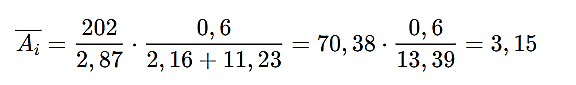 $\overline{A_i} = \frac{202}{2,87} \cdot \frac{0,6}{2,16 + 11,23} = 70,38 \cdot \frac{0,6}{13,39} = 3,15$